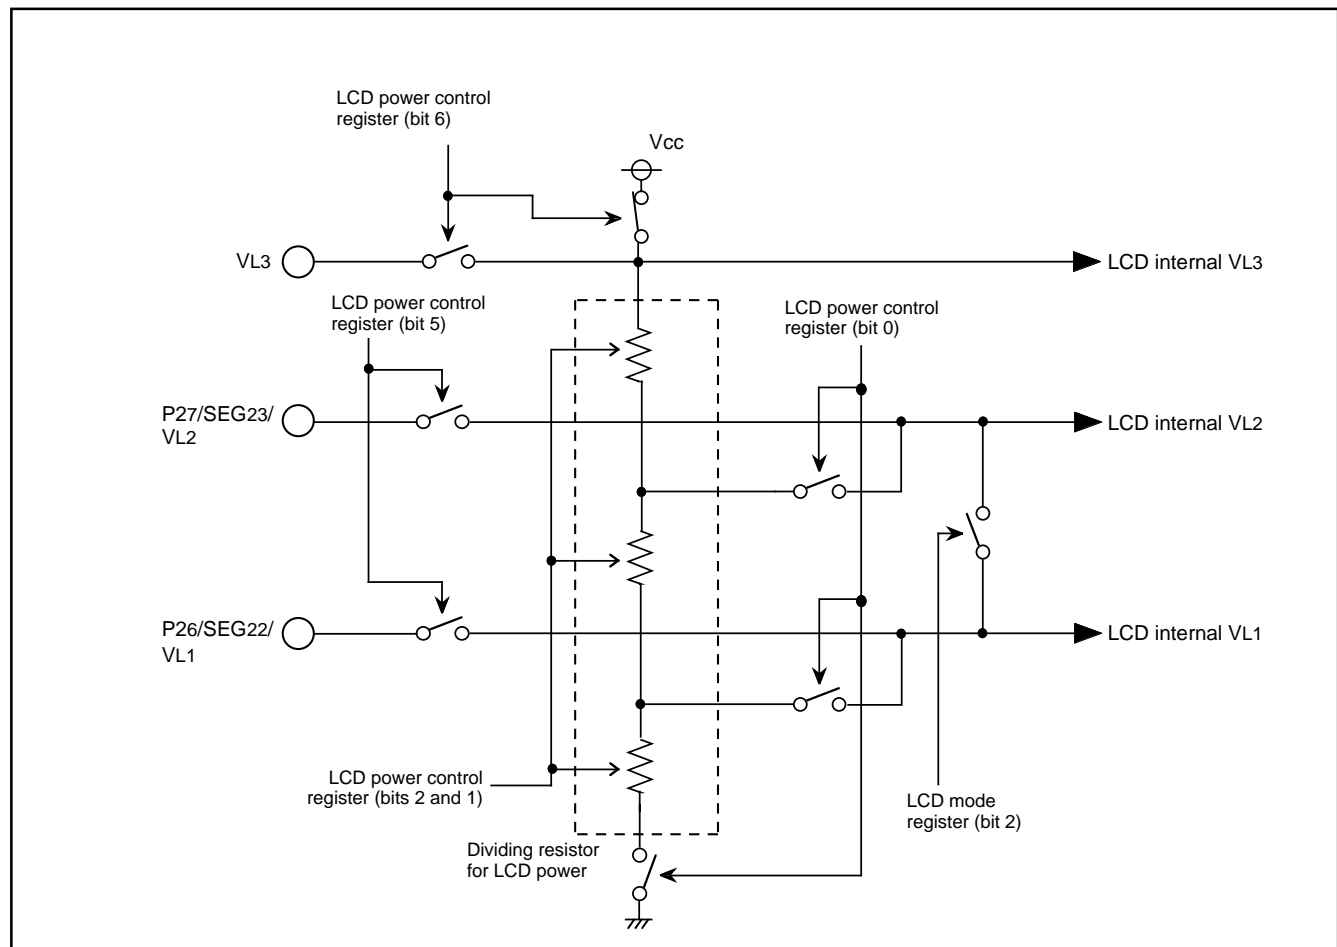 LCD power control
register (bit 6)
Vcc
VL3
LCD internal VL3
LCD power control
register (bit 5)
LCD power control
register (bit 0)
P27/SEG23/
VL2
LCD internal VL2
P26/SEG22/
VL1
LCD internal VL1
LCD power control
register (bits 2 and 1)
LCD mode
register (bit 2)
Dividing resistor
for LCD power